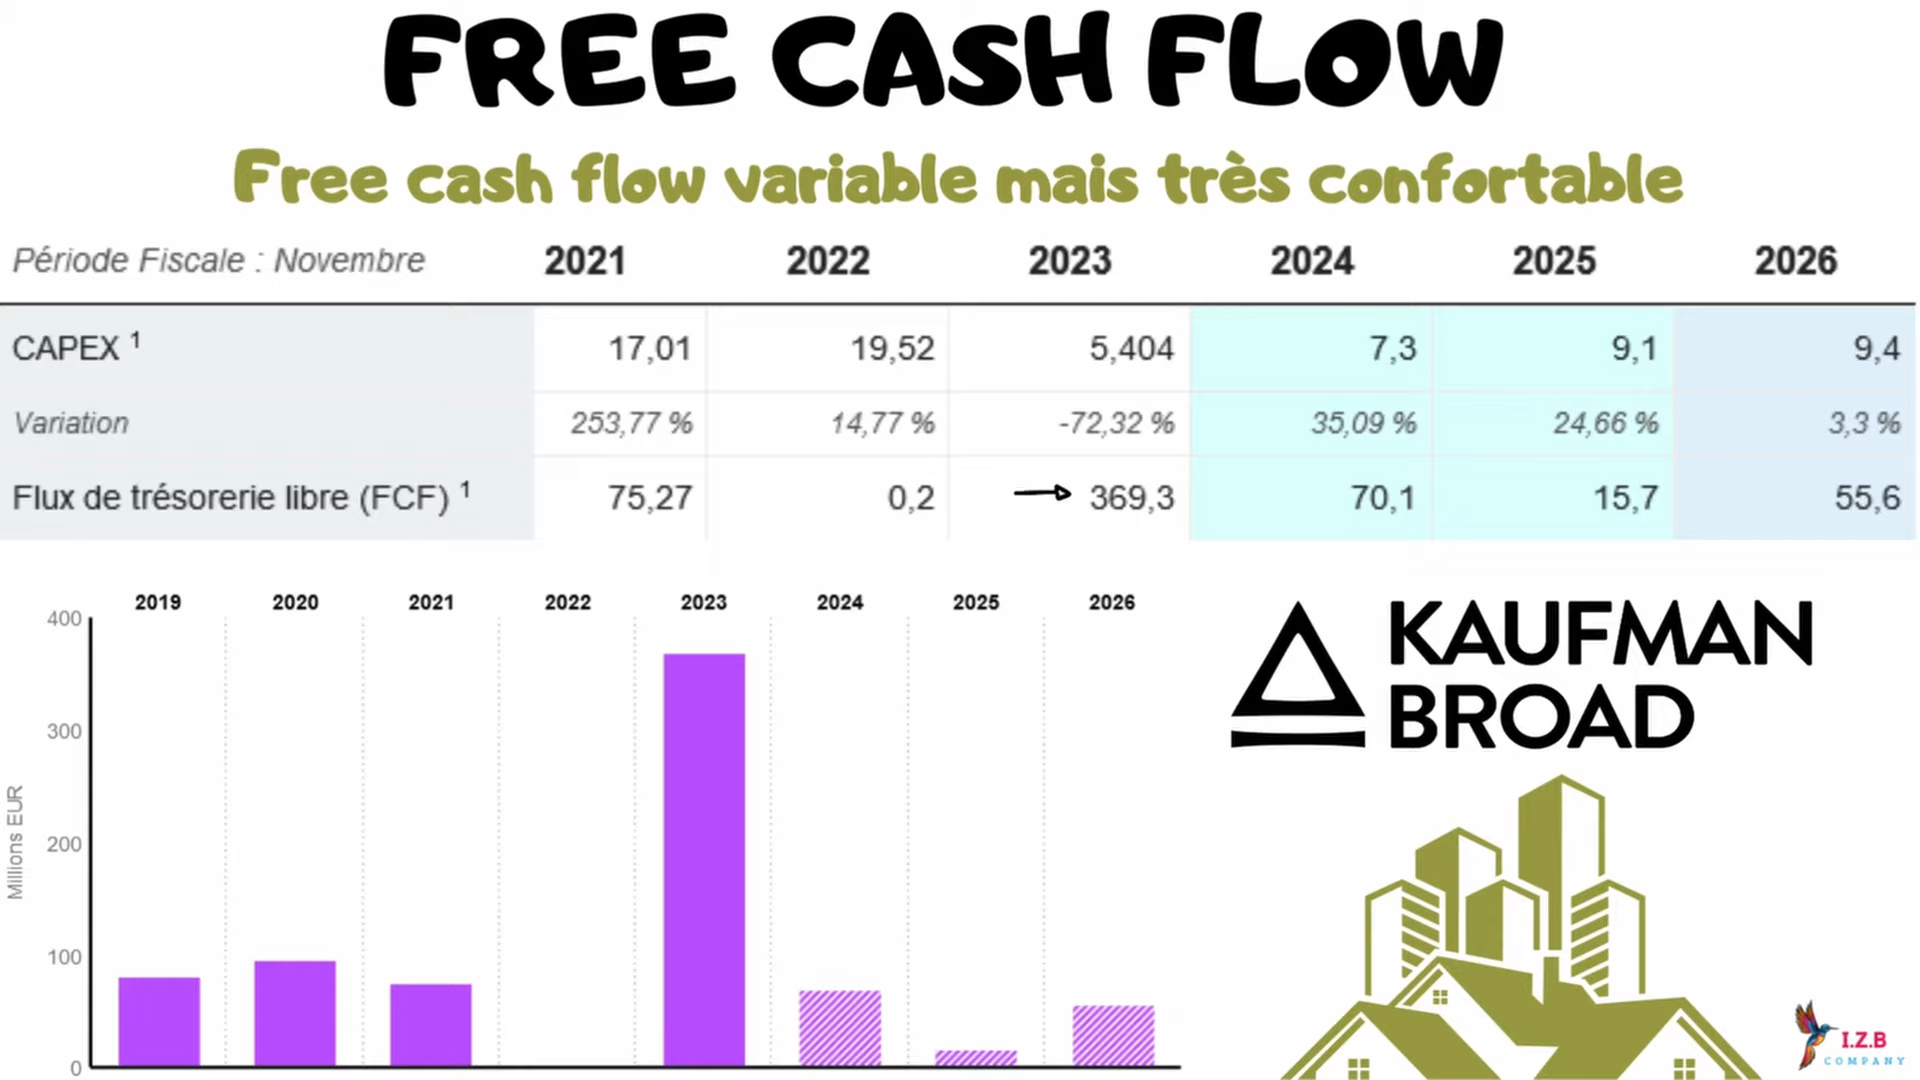 FREE CASH FLOW
Free cash flow variable mais très confortable
Période Fiscale : Novembre 2021 2022 2023 2024 2025 2026
CAPEX ¹ 17,01 19,52 5,404 7,3 9,1 9,4
Variation 253,77 % 14,77 % -72,32 % 35,09 % 24,66 % 3,3 %
Flux de trésorerie libre (FCF) ¹ 75,27 0,2 369,3 70,1 15,7 55,6
2019 2020 2021 2022 2023 2024 2025 2026
400
300
200
100
0
Millions EUR
KAUFMAN
BROAD
I.Z.B
COMPANY